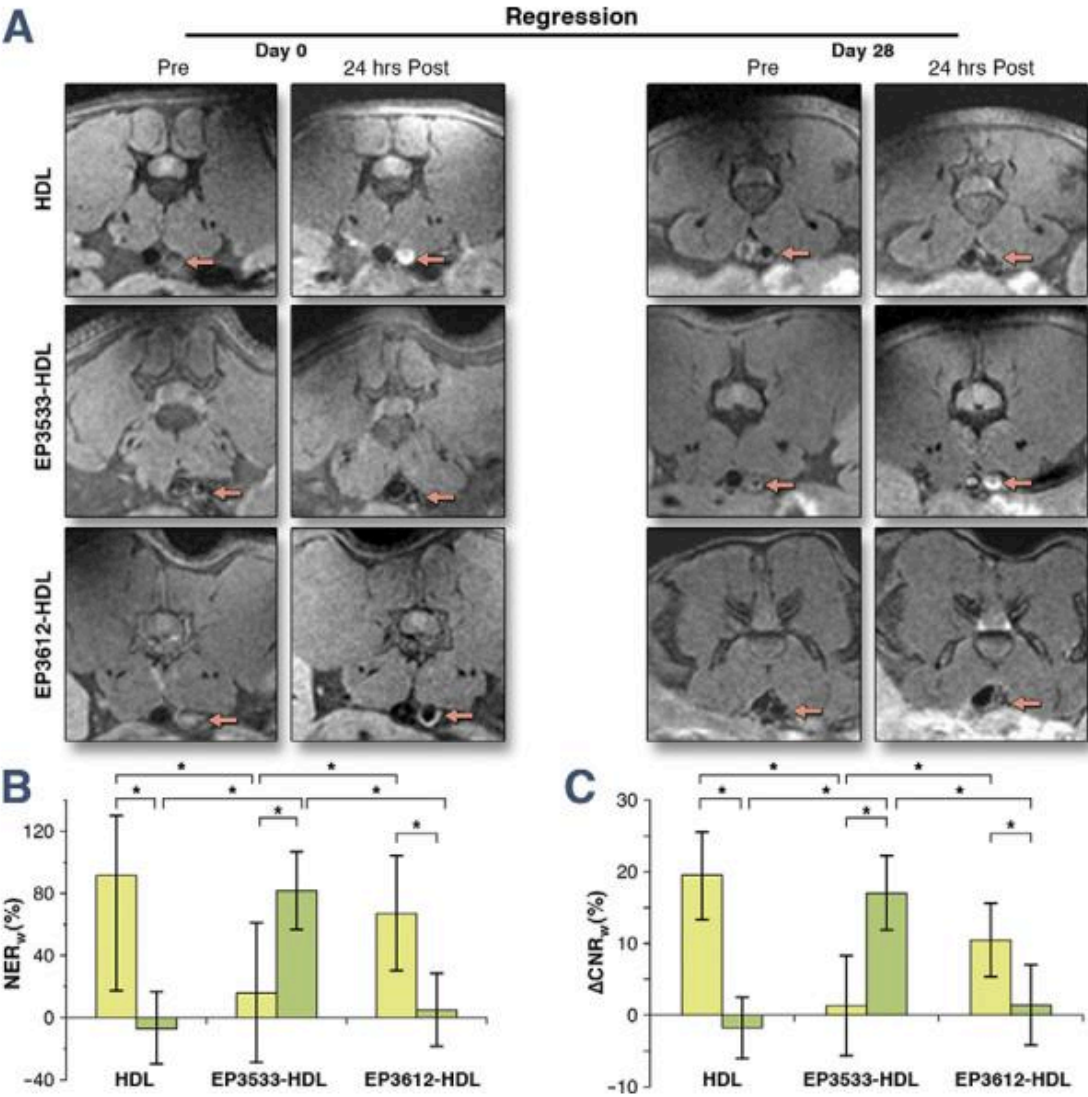 A
Regression
Day 0
Day 28
Pre
24 hrs Post
Pre
24 hrs Post
HDL
EP3533-HDL
EP3612-HDL
B
* *
* * *
*
*
120
80
40
0
−40
NERw(%)
HDL EP3533-HDL EP3612-HDL
C
* *
* * *
*
*
30
20
10
0
−10
ΔCNRw(%)
HDL EP3533-HDL EP3612-HDL